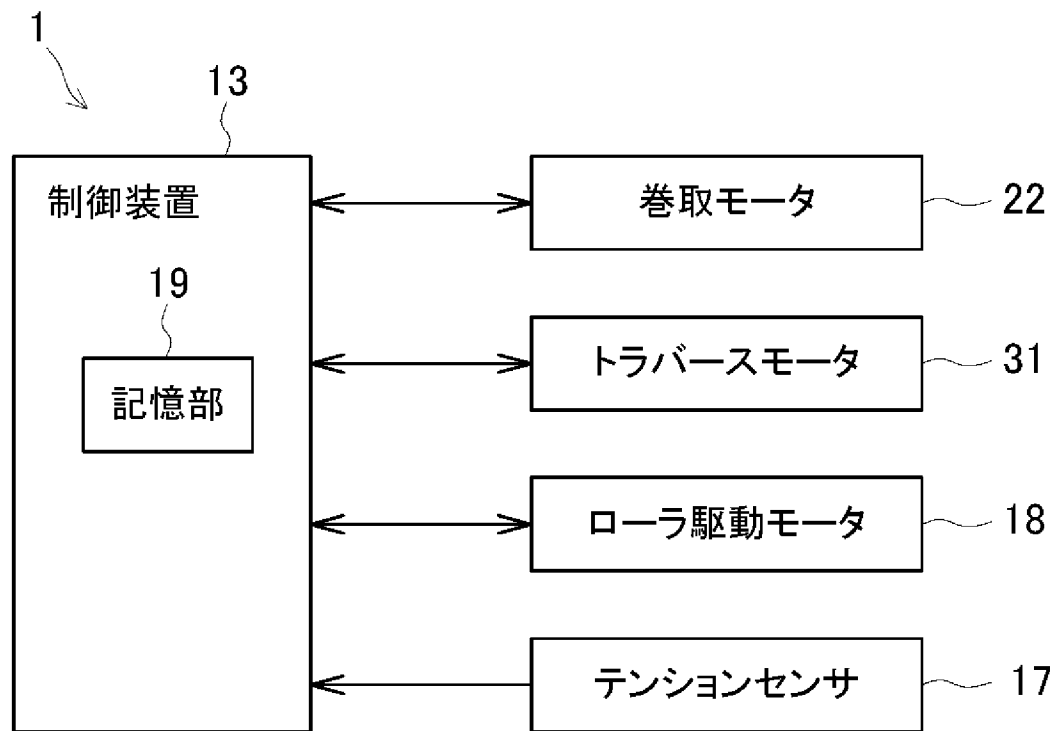 1
13
制御装置
19
記憶部
巻取モータ
22
トラバースモータ
31
ローラ駆動モータ
18
テンションセンサ
17